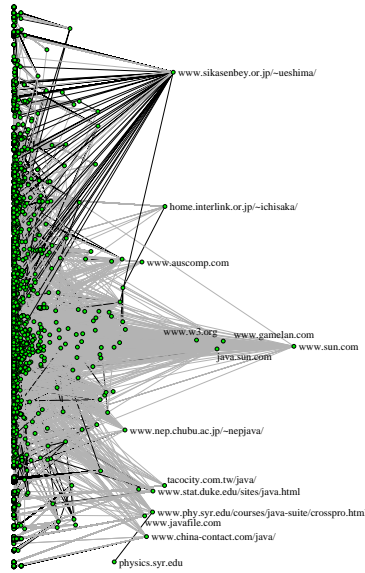 www.sikasenbey.or.jp/~ueshima/
home.interlink.or.jp/~ichisaka/
www.auscomp.com
www.w3.org
www.gamelan.com
www.sun.com
java.sun.com
www.nep.chubu.ac.jp/~nepjava/
tacocity.com.tw/java/
www.stat.duke.edu/sites/java.html
www.phy.syr.edu/courses/java-suite/crosspro.html
www.javafile.com
www.china-contact.com/java/
physics.syr.edu